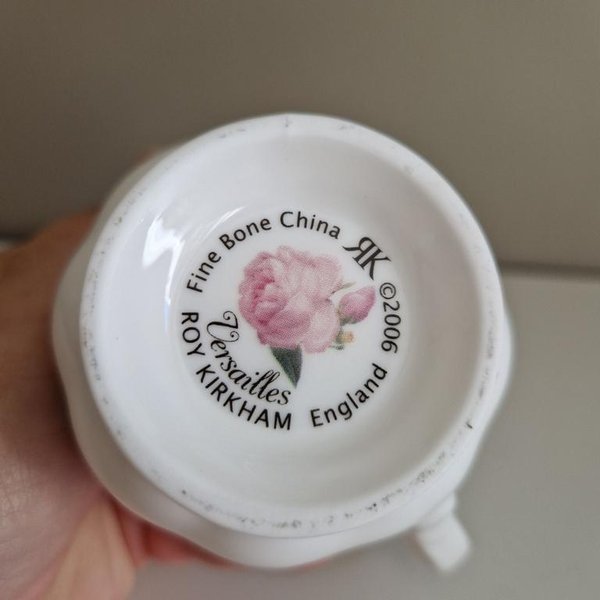 Fine Bone China
RK ©2006
Versailles
ROY KIRKHAM England